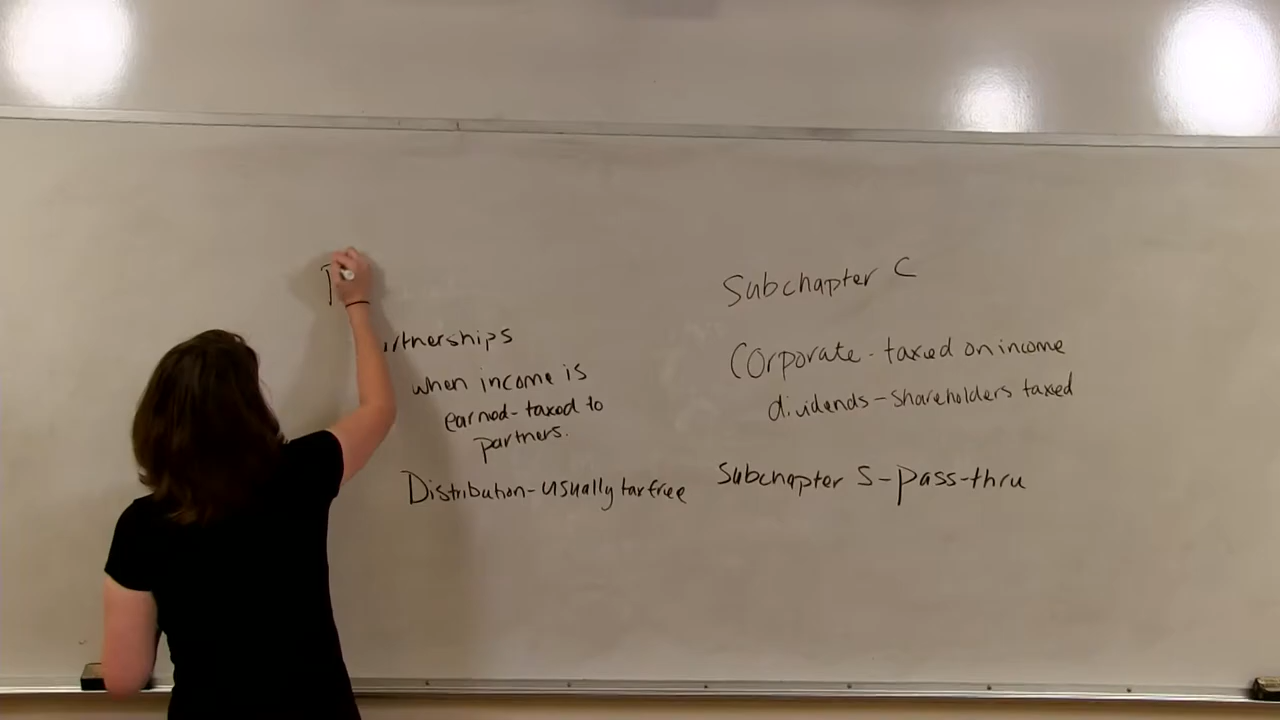 Subchapter C
artnerships
when income is
earned - taxed to
partners.
Distribution - usually tax free
Corporate - taxed on income
dividends - shareholders taxed
Subchapter S - pass-thru